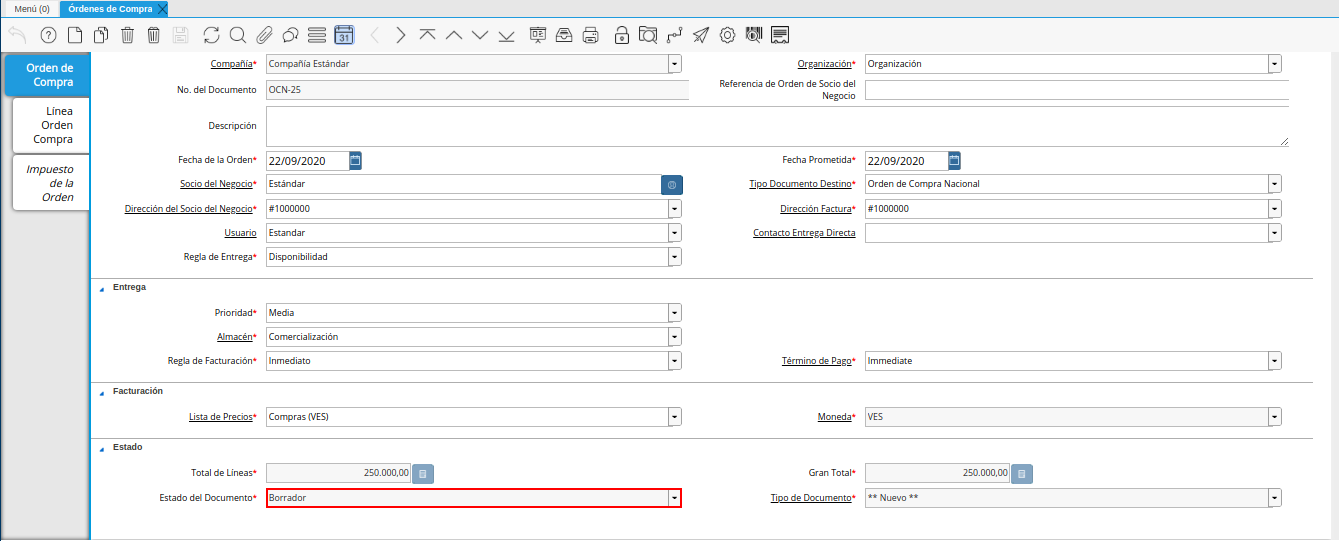 Menú (0) Órdenes de Compra
31
Orden de
Compra
Línea
Orden
Compra
Impuesto
de la
Orden
Compañía* Compañía Estándar Organización* Organización
No. del Documento OCN-25 Referencia de Orden de Socio del
Negocio
Descripción
Fecha de la Orden* 22/09/2020 Fecha Prometida* 22/09/2020
Socio del Negocio* Estándar Tipo Documento Destino* Orden de Compra Nacional
Dirección del Socio del Negocio* #1000000 Dirección Factura* #1000000
Usuario Estandar Contacto Entrega Directa
Regla de Entrega* Disponibilidad
Entrega
Prioridad* Media
Almacén* Comercialización
Regla de Facturación* Inmediato Término de Pago* Immediate
Facturación
Lista de Precios* Compras (VES) Moneda* VES
Estado
Total de Líneas* 250.000,00 Gran Total* 250.000,00
Estado del Documento* Borrador Tipo de Documento* ** Nuevo **